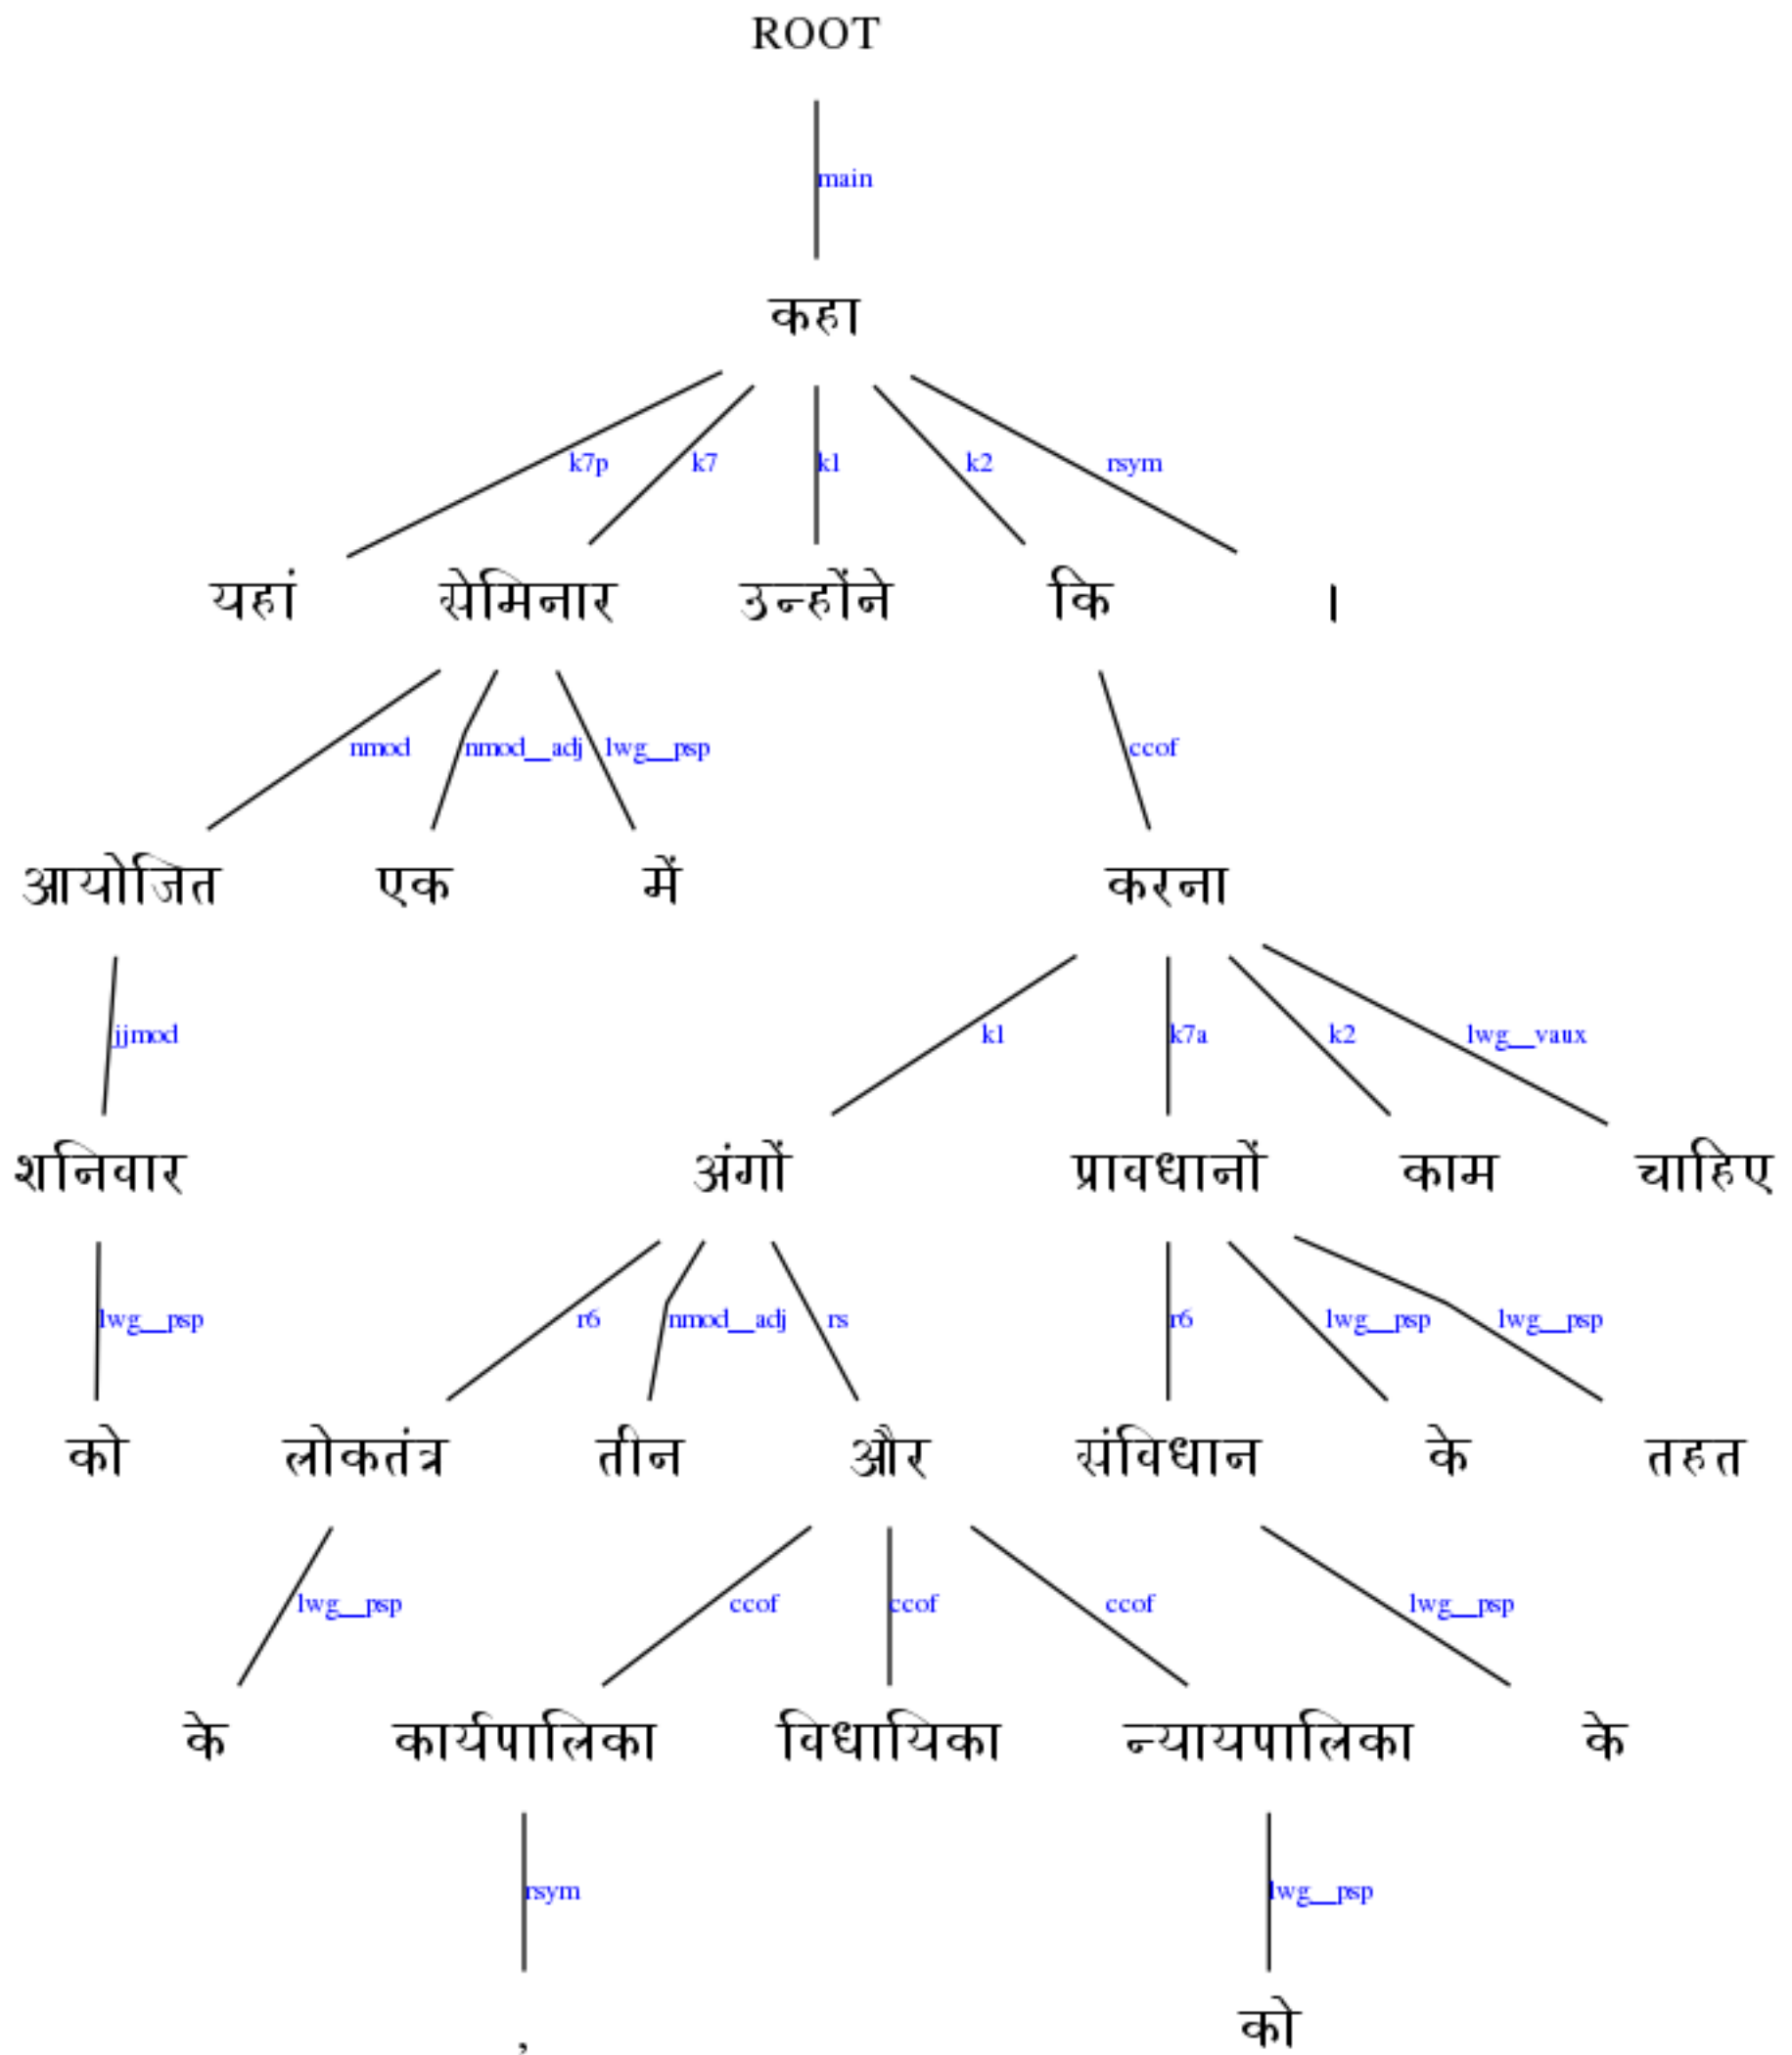 ROOT
main
कहा
k7p k7 k1 k2 rsym
यहां सेमिनार उन्होंने कि ।
nmod nmod__adj lwg__psp ccof
आयोजित एक में करना
jjmod k1 k7a k2 lwg__vaux
शनिवार अंगों प्रावधानों काम चाहिए
lwg__psp r6 nmod__adj rs r6 lwg__psp lwg__psp
को लोकतंत्र तीन और संविधान के तहत
lwg__psp ccof ccof ccof lwg__psp
के कार्यपालिका विधायिका न्यायपालिका के
rsym lwg__psp
, को